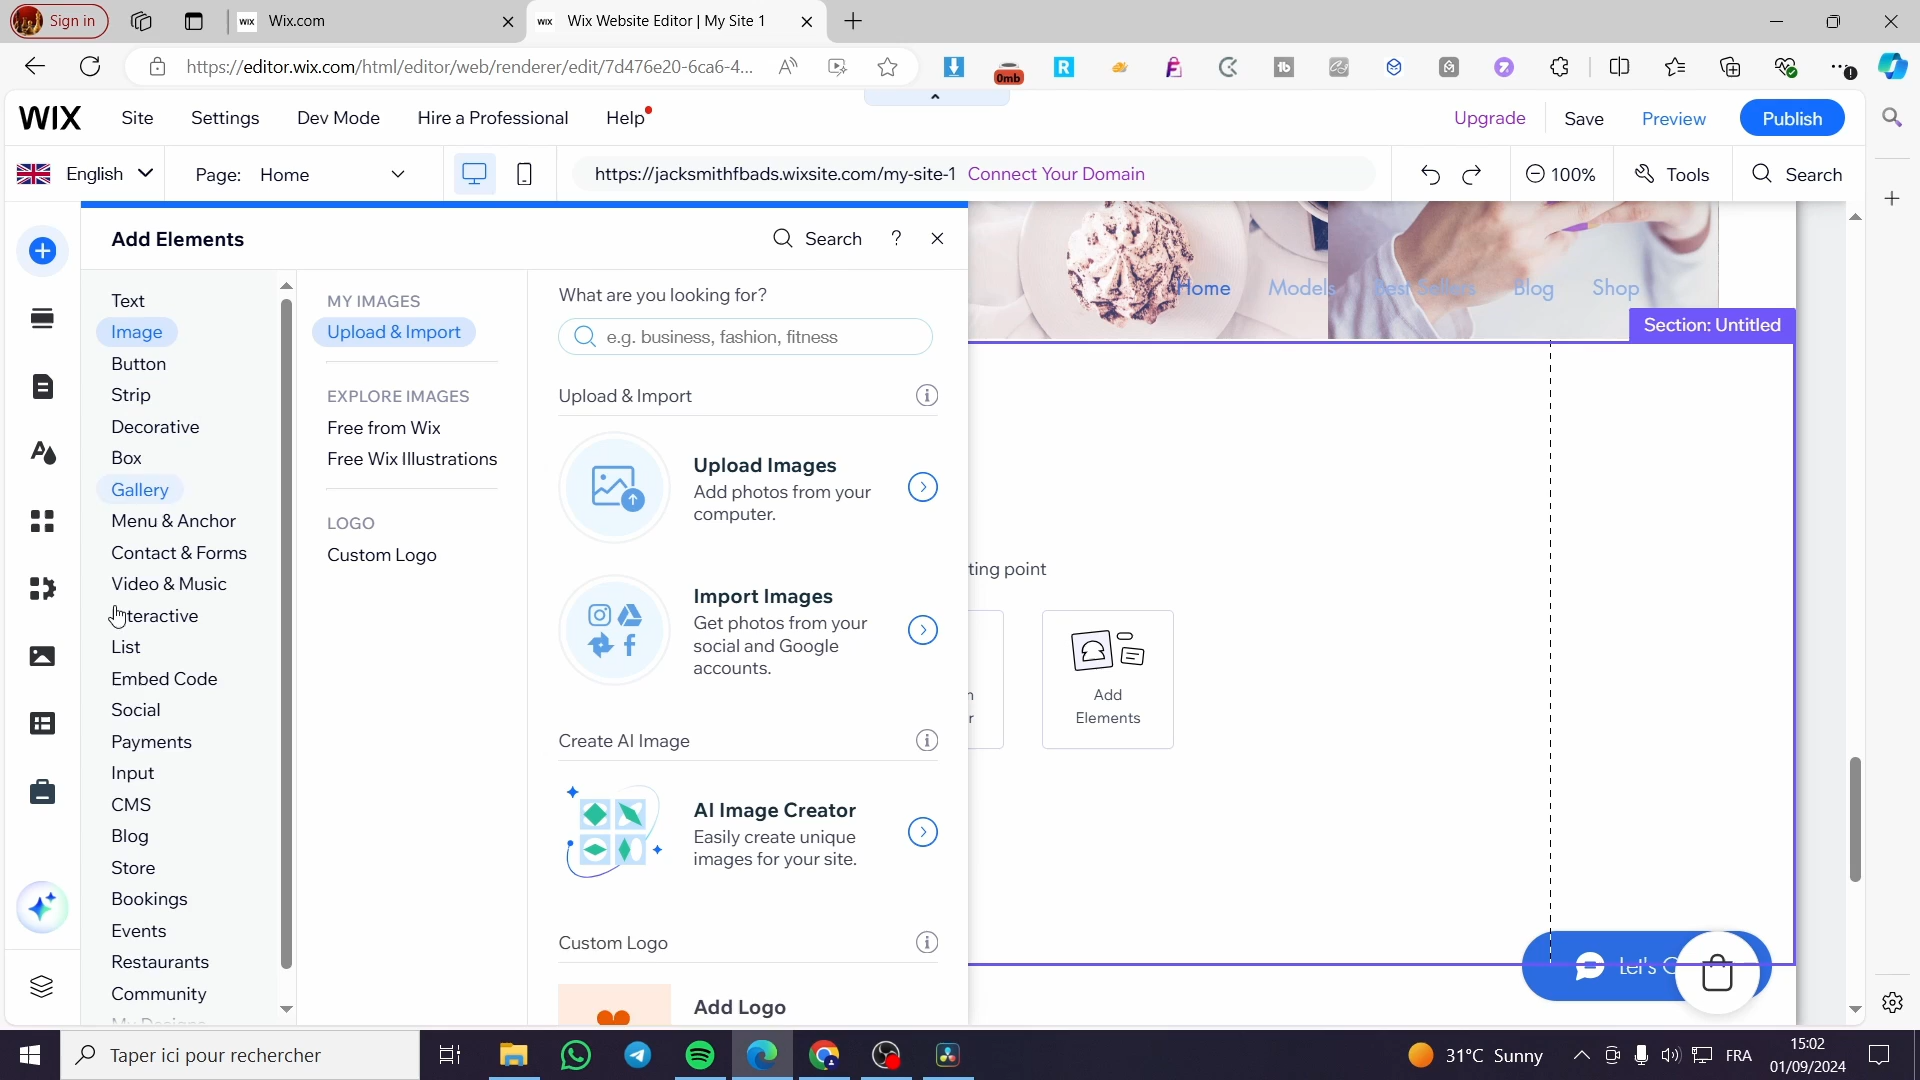 Sign in
WIX Wix.com
WIX Wix Website Editor | My Site 1
https://editor.wix.com/html/editor/web/renderer/edit/7d476e20-6ca6-4...
0mb
WIX Site Settings Dev Mode Hire a Professional Help Upgrade Save Preview Publish
English Page: Home https://jacksmithfbads.wixsite.com/my-site-1 Connect Your Domain 100% Tools Search
Add Elements Search ?
Text
Image
Button
Strip
Decorative
Box
Gallery
Menu & Anchor
Contact & Forms
Video & Music
Interactive
List
Embed Code
Social
Payments
Input
CMS
Blog
Store
Bookings
Events
Restaurants
Community
My Designs
MY IMAGES
Upload & Import
EXPLORE IMAGES
Free from Wix
Free Wix Illustrations
LOGO
Custom Logo
What are you looking for?
e.g. business, fashion, fitness
Upload & Import
Upload Images
Add photos from your
computer.
Import Images
Get photos from your
social and Google
accounts.
Create AI Image
AI Image Creator
Easily create unique
images for your site.
Custom Logo
Add Logo
Home Models Best Sellers Blog Shop
Section: Untitled
ting point
n
r
Add
Elements
Let's C
Taper ici pour rechercher
31°C Sunny
FRA
15:02
01/09/2024